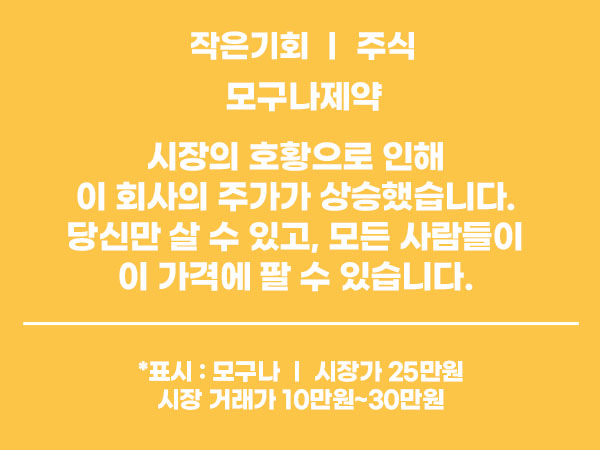 작은기회 ㅣ 주식
모구나제약
시장의 호황으로 인해
이 회사의 주가가 상승했습니다.
당신만 살 수 있고, 모든 사람들이
이 가격에 팔 수 있습니다.
*표시 : 모구나 ㅣ 시장가 25만원
시장 거래가 10만원~30만원